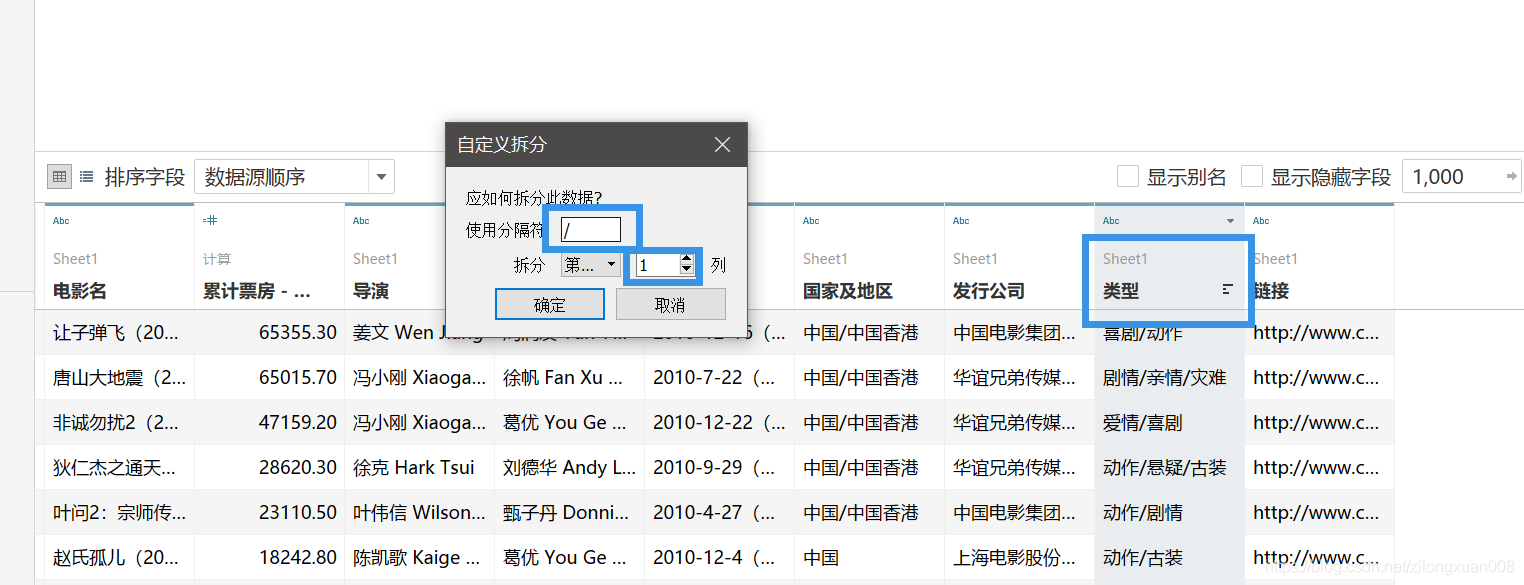 自定义拆分
应如何拆分此数据?
使用分隔符 /
拆分 第... 1 列
确定 取消
排序字段 数据源顺序 显示别名 显示隐藏字段 1,000
Abc =# Abc Abc Abc Abc Abc
Sheet1 计算 Sheet1 Sheet1 Sheet1 Sheet1 Sheet1
电影名 累计票房 - ... 导演 国家及地区 发行公司 类型 链接
让子弹飞（20... 65355.30 姜文 Wen Jiang （... 中国/中国香港 中国电影集团... 喜剧/动作 http://www.c...
唐山大地震（2... 65015.70 冯小刚 Xiaoga... 徐帆 Fan Xu ... 2010-7-22（... 中国/中国香港 华谊兄弟传媒... 剧情/亲情/灾难 http://www.c...
非诚勿扰2（2... 47159.20 冯小刚 Xiaoga... 葛优 You Ge ... 2010-12-22（... 中国/中国香港 华谊兄弟传媒... 爱情/喜剧 http://www.c...
狄仁杰之通天... 28620.30 徐克 Hark Tsui 刘德华 Andy L... 2010-9-29（... 中国/中国香港 华谊兄弟传媒... 动作/悬疑/古装 http://www.c...
叶问2：宗师传... 23110.50 叶伟信 Wilson... 甄子丹 Donni... 2010-4-27（... 中国/中国香港 中国电影集团... 动作/剧情 http://www.c...
赵氏孤儿（20... 18242.80 陈凯歌 Kaige ... 葛优 You Ge ... 2010-12-4（... 中国 上海电影股份... 动作/古装 http://www.c...
https://blog.csdn.net/zilongxuan008